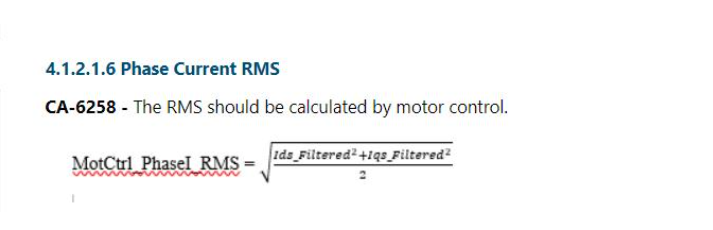 4.1.2.1.6 Phase Current RMS
CA-6258 - The RMS should be calculated by motor control.
MotCtrl_PhaseI_RMS = √((Ids_Filtered²+Iqs_Filtered²)/2)